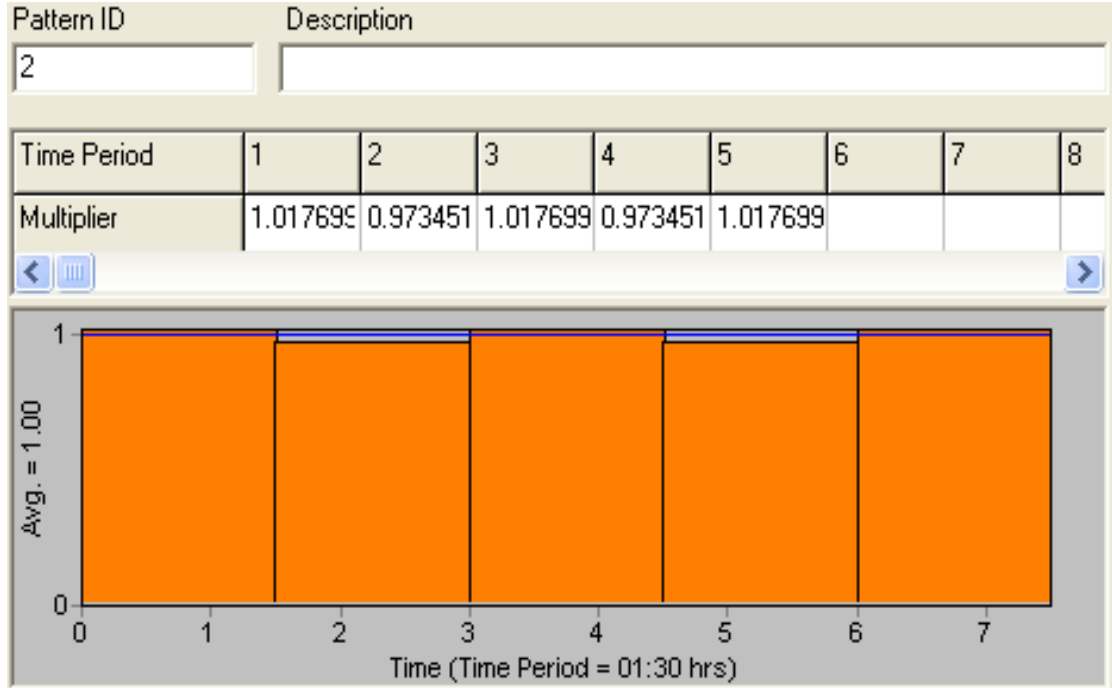 Pattern ID Description
2
Time Period 1 2 3 4 5 6 7 8
Multiplier 1.017699 0.973451 1.017699 0.973451 1.017699
1
Avg. = 1.00
0
0 1 2 3 4 5 6 7
Time (Time Period = 01:30 hrs)